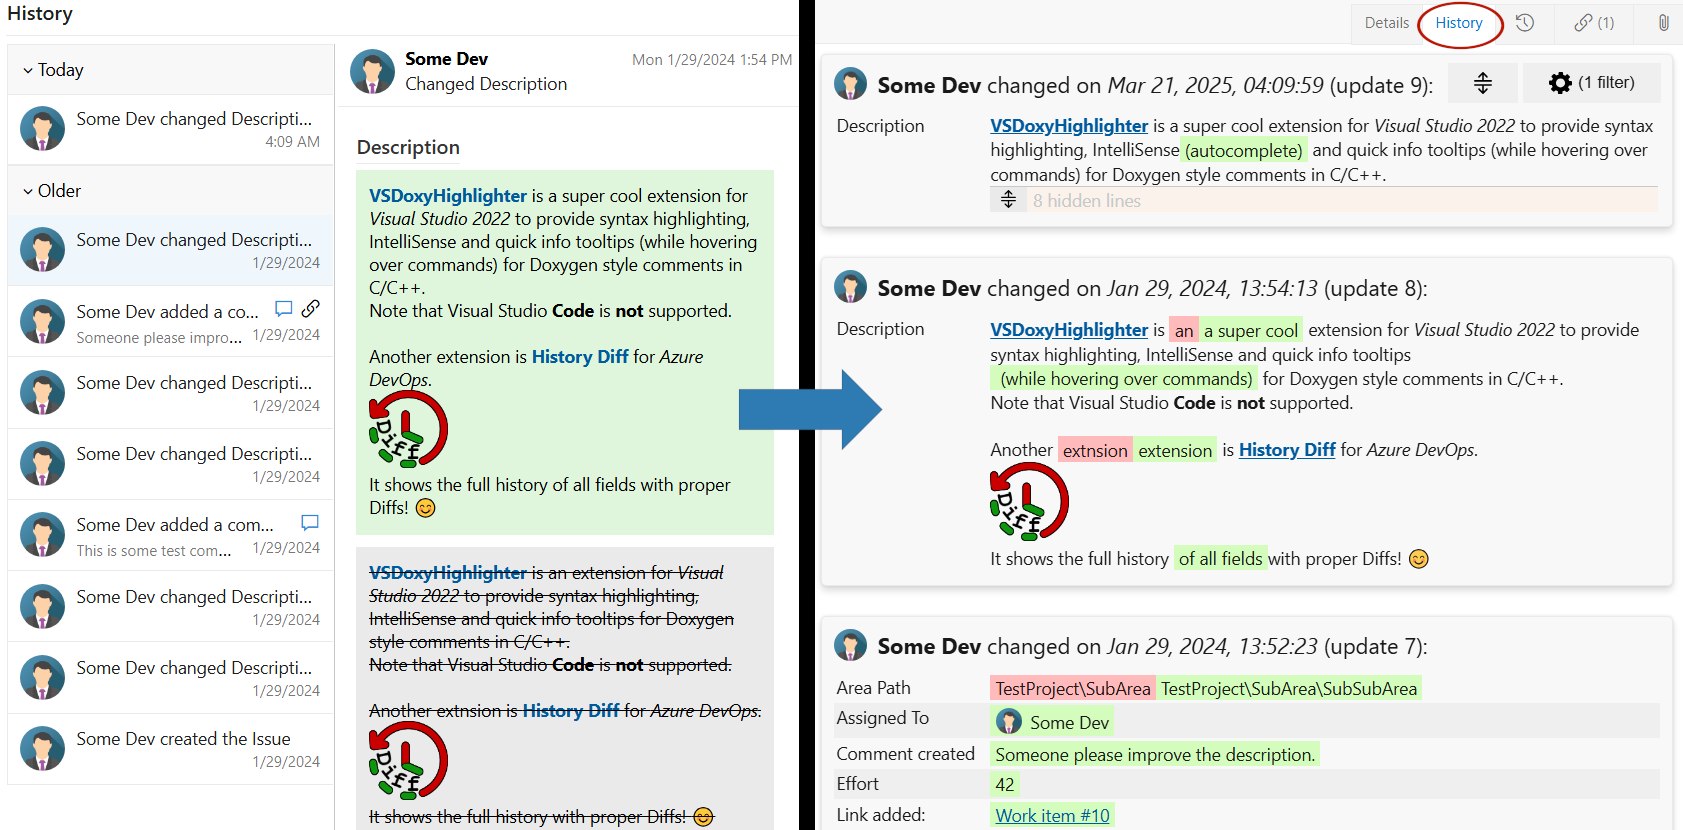 History
Today
Some Dev changed Descripti...
4:09 AM
Older
Some Dev changed Descripti...
1/29/2024
Some Dev added a co...
Someone please impro... 1/29/2024
Some Dev changed Descripti...
1/29/2024
Some Dev changed Descripti...
1/29/2024
Some Dev added a com...
This is some test com... 1/29/2024
Some Dev changed Descripti...
1/29/2024
Some Dev changed Descripti...
1/29/2024
Some Dev created the Issue
1/29/2024
Some Dev Mon 1/29/2024 1:54 PM
Changed Description
Description
VSDoxyHighlighter is a super cool extension for
Visual Studio 2022 to provide syntax highlighting,
IntelliSense and quick info tooltips (while hovering
over commands) for Doxygen style comments in
C/C++.
Note that Visual Studio Code is not supported.
Another extension is History Diff for Azure
DevOps.
Diff
It shows the full history of all fields with proper
Diffs! 😊
VSDoxyHighlighter is an extension for Visual
Studio 2022 to provide syntax highlighting,
IntelliSense and quick info tooltips for Doxygen
style comments in C/C++.
Note that Visual Studio Code is not supported.
Another extnsion is History Diff for Azure DevOps.
Diff
It shows the full history with proper Diffs! 😊
Details History (1)
Some Dev changed on Mar 21, 2025, 04:09:59 (update 9): (1 filter)
Description VSDoxyHighlighter is a super cool extension for Visual Studio 2022 to provide syntax
highlighting, IntelliSense (autocomplete) and quick info tooltips (while hovering over
commands) for Doxygen style comments in C/C++.
8 hidden lines
Some Dev changed on Jan 29, 2024, 13:54:13 (update 8):
Description VSDoxyHighlighter is an a super cool extension for Visual Studio 2022 to provide
syntax highlighting, IntelliSense and quick info tooltips
(while hovering over commands) for Doxygen style comments in C/C++.
Note that Visual Studio Code is not supported.
Another extnsion extension is History Diff for Azure DevOps.
Diff
It shows the full history of all fields with proper Diffs! 😊
Some Dev changed on Jan 29, 2024, 13:52:23 (update 7):
Area Path TestProject\SubArea TestProject\SubArea\SubSubArea
Assigned To Some Dev
Comment created Someone please improve the description.
Effort 42
Link added: Work item #10